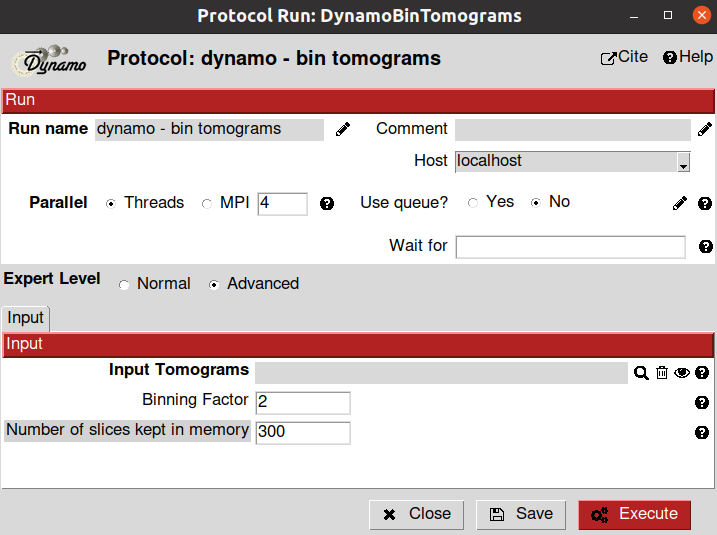 Protocol Run: DynamoBinTomograms
Dynamo
Protocol: dynamo - bin tomograms
Cite
Help
Run
Run name dynamo - bin tomograms
Comment
Host localhost
Parallel Threads MPI 4
Use queue? Yes No
Wait for
Expert Level Normal Advanced
Input
Input
Input Tomograms
Binning Factor 2
Number of slices kept in memory 300
Close Save Execute